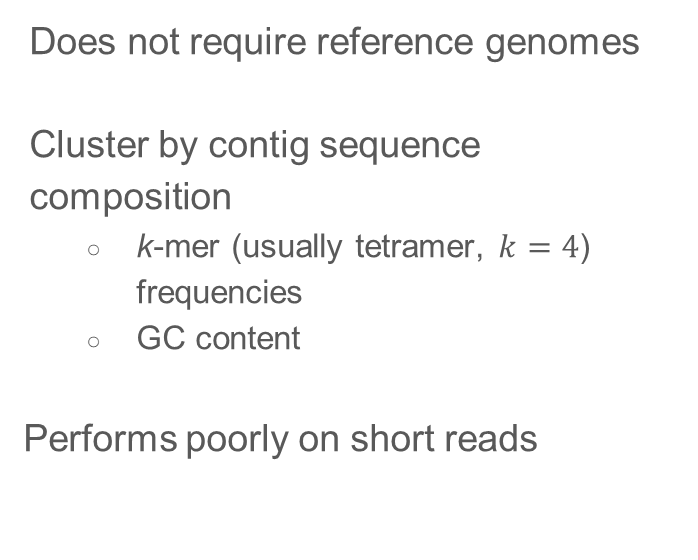 Does not require reference genomes
Cluster by contig sequence
composition
○ k-mer (usually tetramer, k = 4)
frequencies
○ GC content
Performs poorly on short reads